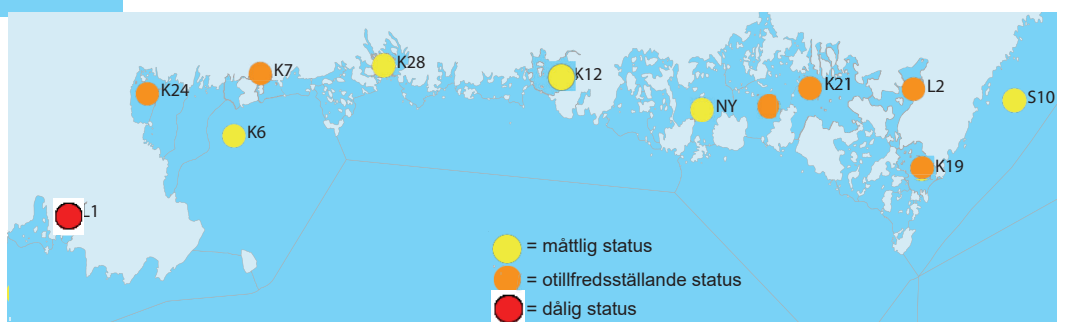 K7
K28
K12
K24
K21
L2
S10
NY
K6
K19
L1
= måttlig status
= otillfredsställande status
= dålig status